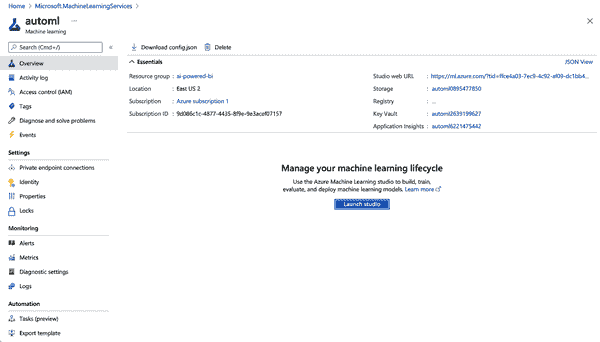 Home > Microsoft.MachineLearningServices >
automl ...
Machine learning
Search (Cmd+/) «
Download config.json Delete
Overview
Activity log
Access control (IAM)
Tags
Diagnose and solve problems
Events
Settings
Private endpoint connections
Identity
Properties
Locks
Monitoring
Alerts
Metrics
Diagnostic settings
Logs
Automation
Tasks (preview)
Export template
Essentials JSON View
Resource group : ai-powered-bi
Location : East US 2
Subscription : Azure subscription 1
Subscription ID : 9d086c1c-4877-4435-8f9e-9e3acef07157
Studio web URL : https://ml.azure.com/?tid=ffce4a03-7ec9-4c92-af09-dc1bb4...
Storage : automl0895477850
Registry : ...
Key Vault : automl2639199627
Application Insights : automl6221475442
Manage your machine learning lifecycle
Use the Azure Machine Learning studio to build, train,
evaluate, and deploy machine learning models. Learn more
Launch studio